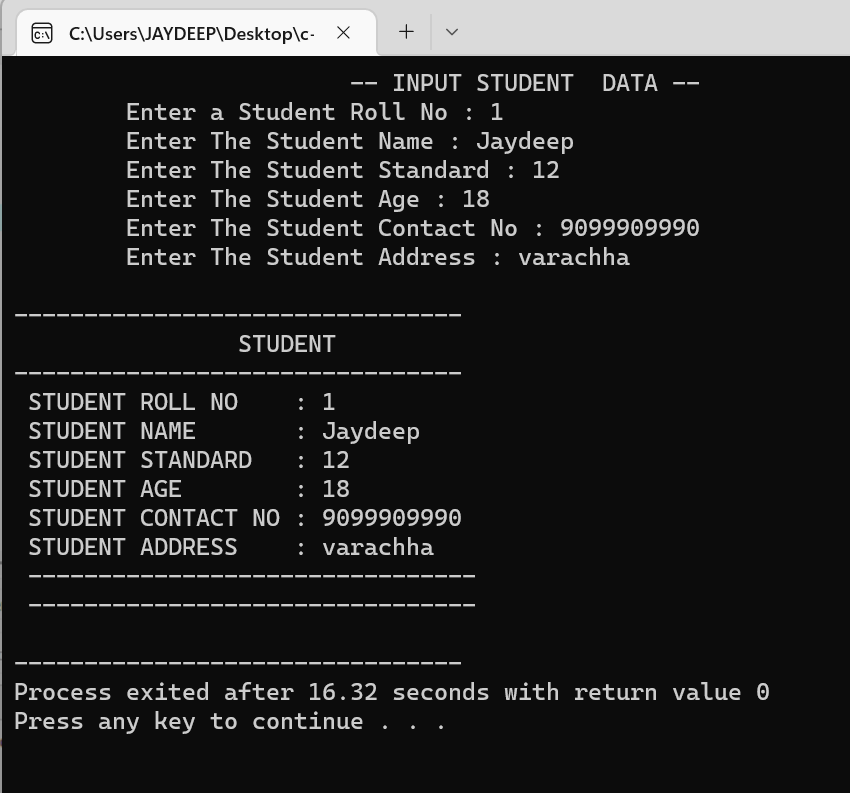 C:\Users\JAYDEEP\Desktop\c-
-- INPUT STUDENT  DATA --
Enter a Student Roll No : 1
Enter The Student Name : Jaydeep
Enter The Student Standard : 12
Enter The Student Age : 18
Enter The Student Contact No : 9099909990
Enter The Student Address : varachha
--------------------------------
STUDENT
--------------------------------
STUDENT ROLL NO    : 1
STUDENT NAME       : Jaydeep
STUDENT STANDARD   : 12
STUDENT AGE        : 18
STUDENT CONTACT NO : 9099909990
STUDENT ADDRESS    : varachha
--------------------------------
--------------------------------
--------------------------------
Process exited after 16.32 seconds with return value 0
Press any key to continue . . .